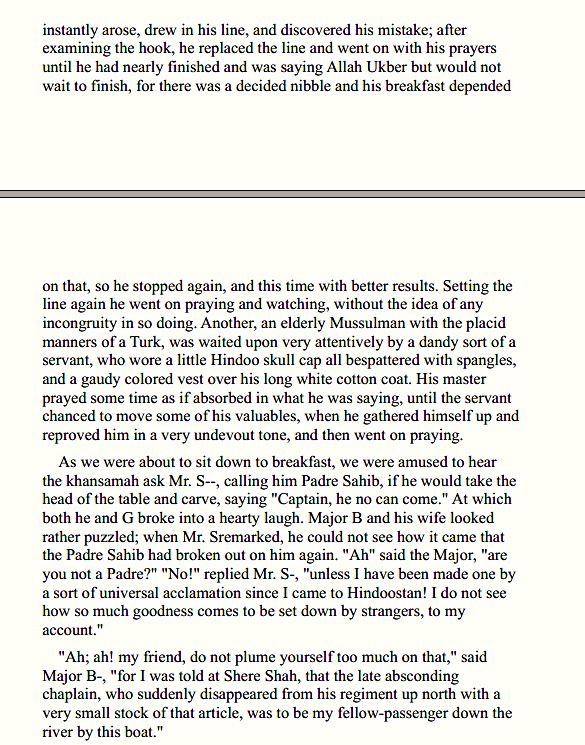 instantly arose, drew in his line, and discovered his mistake; after
examining the hook, he replaced the line and went on with his prayers
until he had nearly finished and was saying Allah Ukber but would not
wait to finish, for there was a decided nibble and his breakfast depended
on that, so he stopped again, and this time with better results. Setting the
line again he went on praying and watching, without the idea of any
incongruity in so doing. Another, an elderly Mussulman with the placid
manners of a Turk, was waited upon very attentively by a dandy sort of a
servant, who wore a little Hindoo skull cap all bespattered with spangles,
and a gaudy colored vest over his long white cotton coat. His master
prayed some time as if absorbed in what he was saying, until the servant
chanced to move some of his valuables, when he gathered himself up and
reproved him in a very undevout tone, and then went on praying.
As we were about to sit down to breakfast, we were amused to hear
the khansamah ask Mr. S--, calling him Padre Sahib, if he would take the
head of the table and carve, saying "Captain, he no can come." At which
both he and G broke into a hearty laugh. Major B and his wife looked
rather puzzled; when Mr. Sremarked, he could not see how it came that
the Padre Sahib had broken out on him again. "Ah" said the Major, "are
you not a Padre?" "No!" replied Mr. S-, "unless I have been made one by
a sort of universal acclamation since I came to Hindoostan! I do not see
how so much goodness comes to be set down by strangers, to my
account."
"Ah; ah! my friend, do not plume yourself too much on that," said
Major B-, "for I was told at Shere Shah, that the late absconding
chaplain, who suddenly disappeared from his regiment up north with a
very small stock of that article, was to be my fellow-passenger down the
river by this boat."